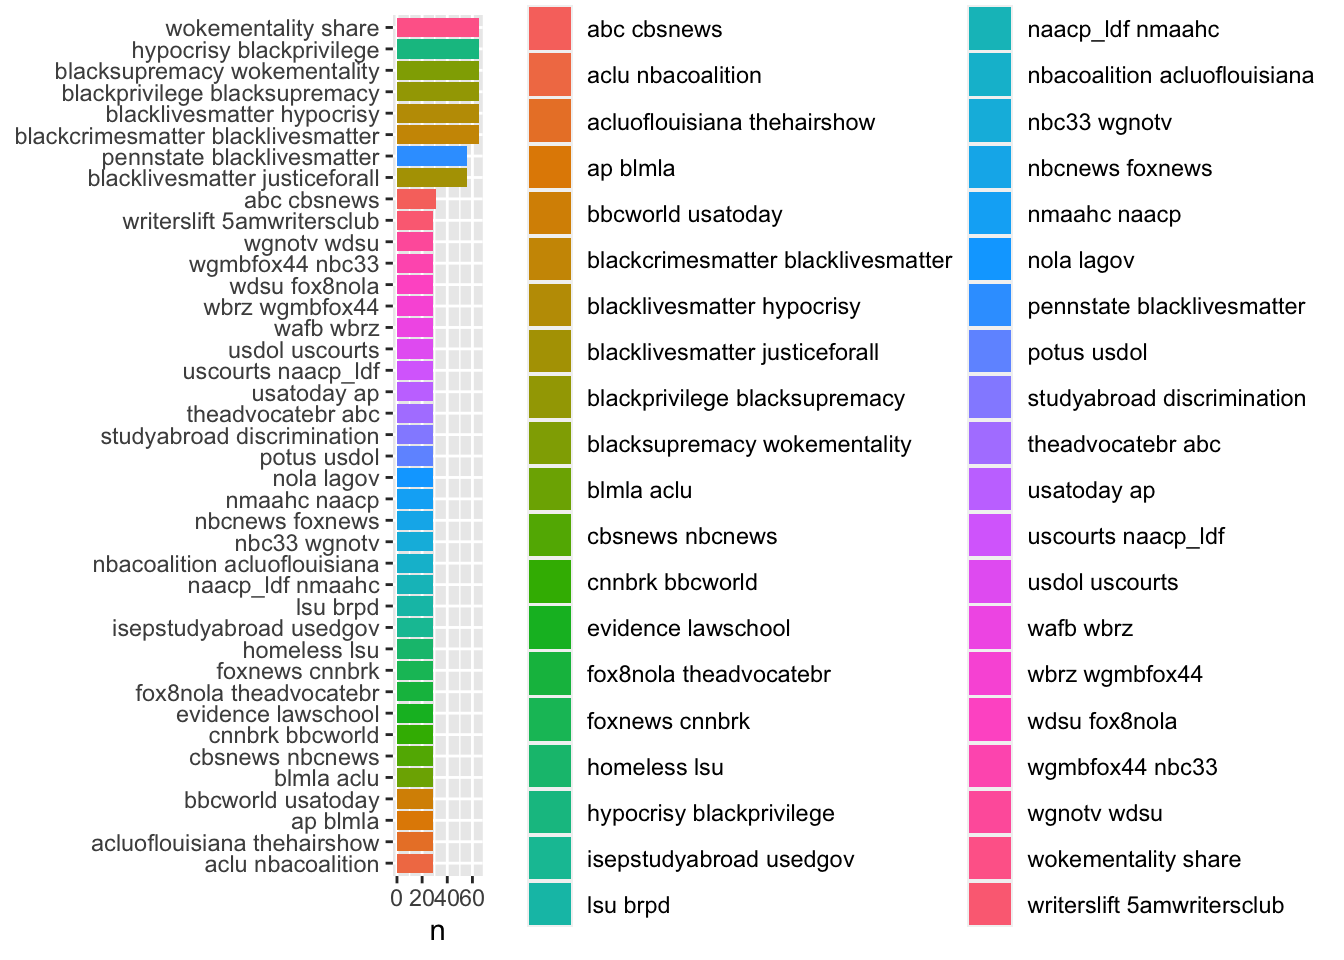 wokementality share
hypocrisy blackprivilege
blacksupremacy wokementality
blackprivilege blacksupremacy
blacklivesmatter hypocrisy
blackcrimesmatter blacklivesmatter
pennstate blacklivesmatter
blacklivesmatter justiceforall
abc cbsnews
writerslift 5amwritersclub
wgnotv wdsu
wgmbfox44 nbc33
wdsu fox8nola
wbrz wgmbfox44
wafb wbrz
usdol uscourts
uscourts naacp_ldf
usatoday ap
theadvocatebr abc
studyabroad discrimination
potus usdol
nola lagov
nmaahc naacp
nbcnews foxnews
nbc33 wgnotv
nbacoalition acluoflouisiana
naacp_ldf nmaahc
lsu brpd
isepstudyabroad usedgov
homeless lsu
foxnews cnnbrk
fox8nola theadvocatebr
evidence lawschool
cnnbrk bbcworld
cbsnews nbcnews
blmla aclu
bbcworld usatoday
ap blmla
acluoflouisiana thehairshow
aclu nbacoalition
0 20 40 60
n
abc cbsnews
aclu nbacoalition
acluoflouisiana thehairshow
ap blmla
bbcworld usatoday
blackcrimesmatter blacklivesmatter
blacklivesmatter hypocrisy
blacklivesmatter justiceforall
blackprivilege blacksupremacy
blacksupremacy wokementality
blmla aclu
cbsnews nbcnews
cnnbrk bbcworld
evidence lawschool
fox8nola theadvocatebr
foxnews cnnbrk
homeless lsu
hypocrisy blackprivilege
isepstudyabroad usedgov
lsu brpd
naacp_ldf nmaahc
nbacoalition acluoflouisiana
nbc33 wgnotv
nbcnews foxnews
nmaahc naacp
nola lagov
pennstate blacklivesmatter
potus usdol
studyabroad discrimination
theadvocatebr abc
usatoday ap
uscourts naacp_ldf
usdol uscourts
wafb wbrz
wbrz wgmbfox44
wdsu fox8nola
wgmbfox44 nbc33
wgnotv wdsu
wokementality share
writerslift 5amwritersclub